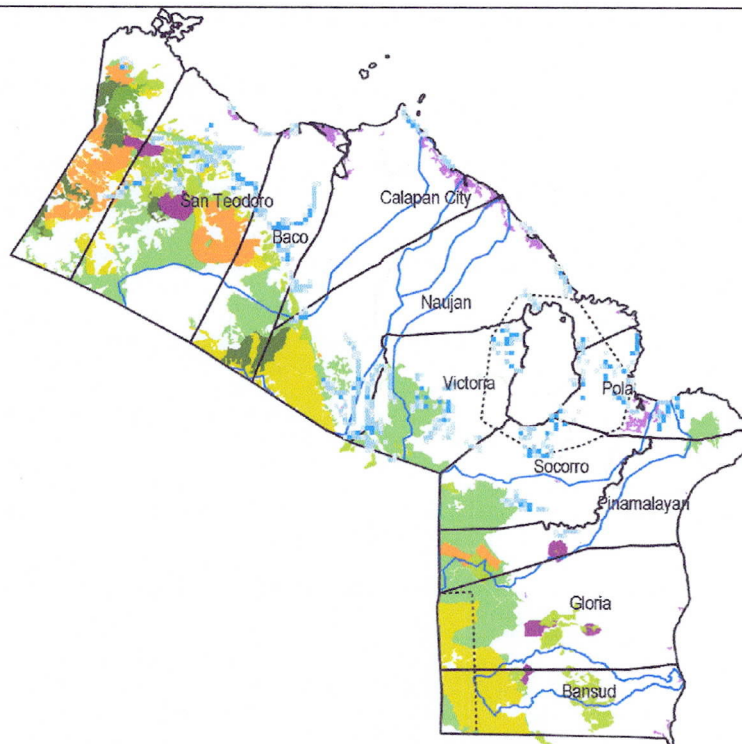 San Teodoro
Calapan City
Baco
Naujan
Victoria
Pola
Socorro
Pinamalayan
Gloria
Bansud